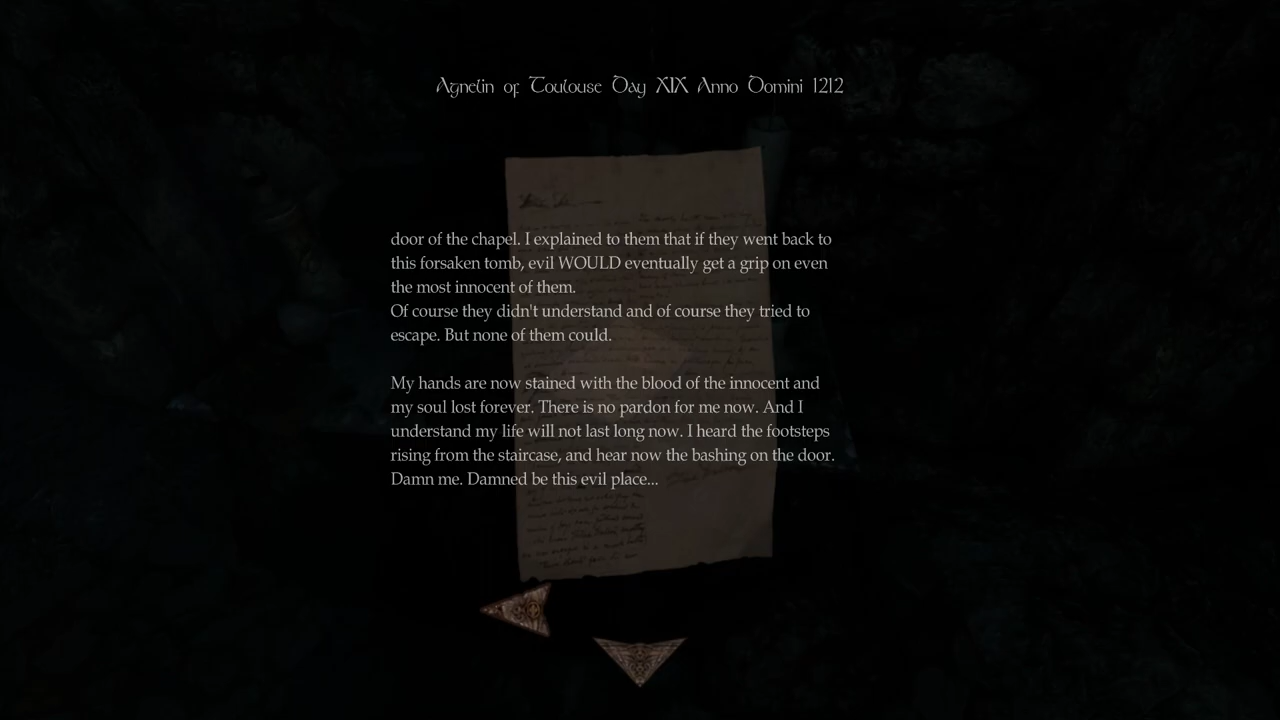 Agnelin of Toulouse Day XIX Anno Domini 1212
door of the chapel. I explained to them that if they went back to
this forsaken tomb, evil WOULD eventually get a grip on even
the most innocent of them.
Of course they didn't understand and of course they tried to
escape. But none of them could.
My hands are now stained with the blood of the innocent and
my soul lost forever. There is no pardon for me now. And I
understand my life will not last long now. I heard the footsteps
rising from the staircase, and hear now the bashing on the door.
Damn me. Damned be this evil place...